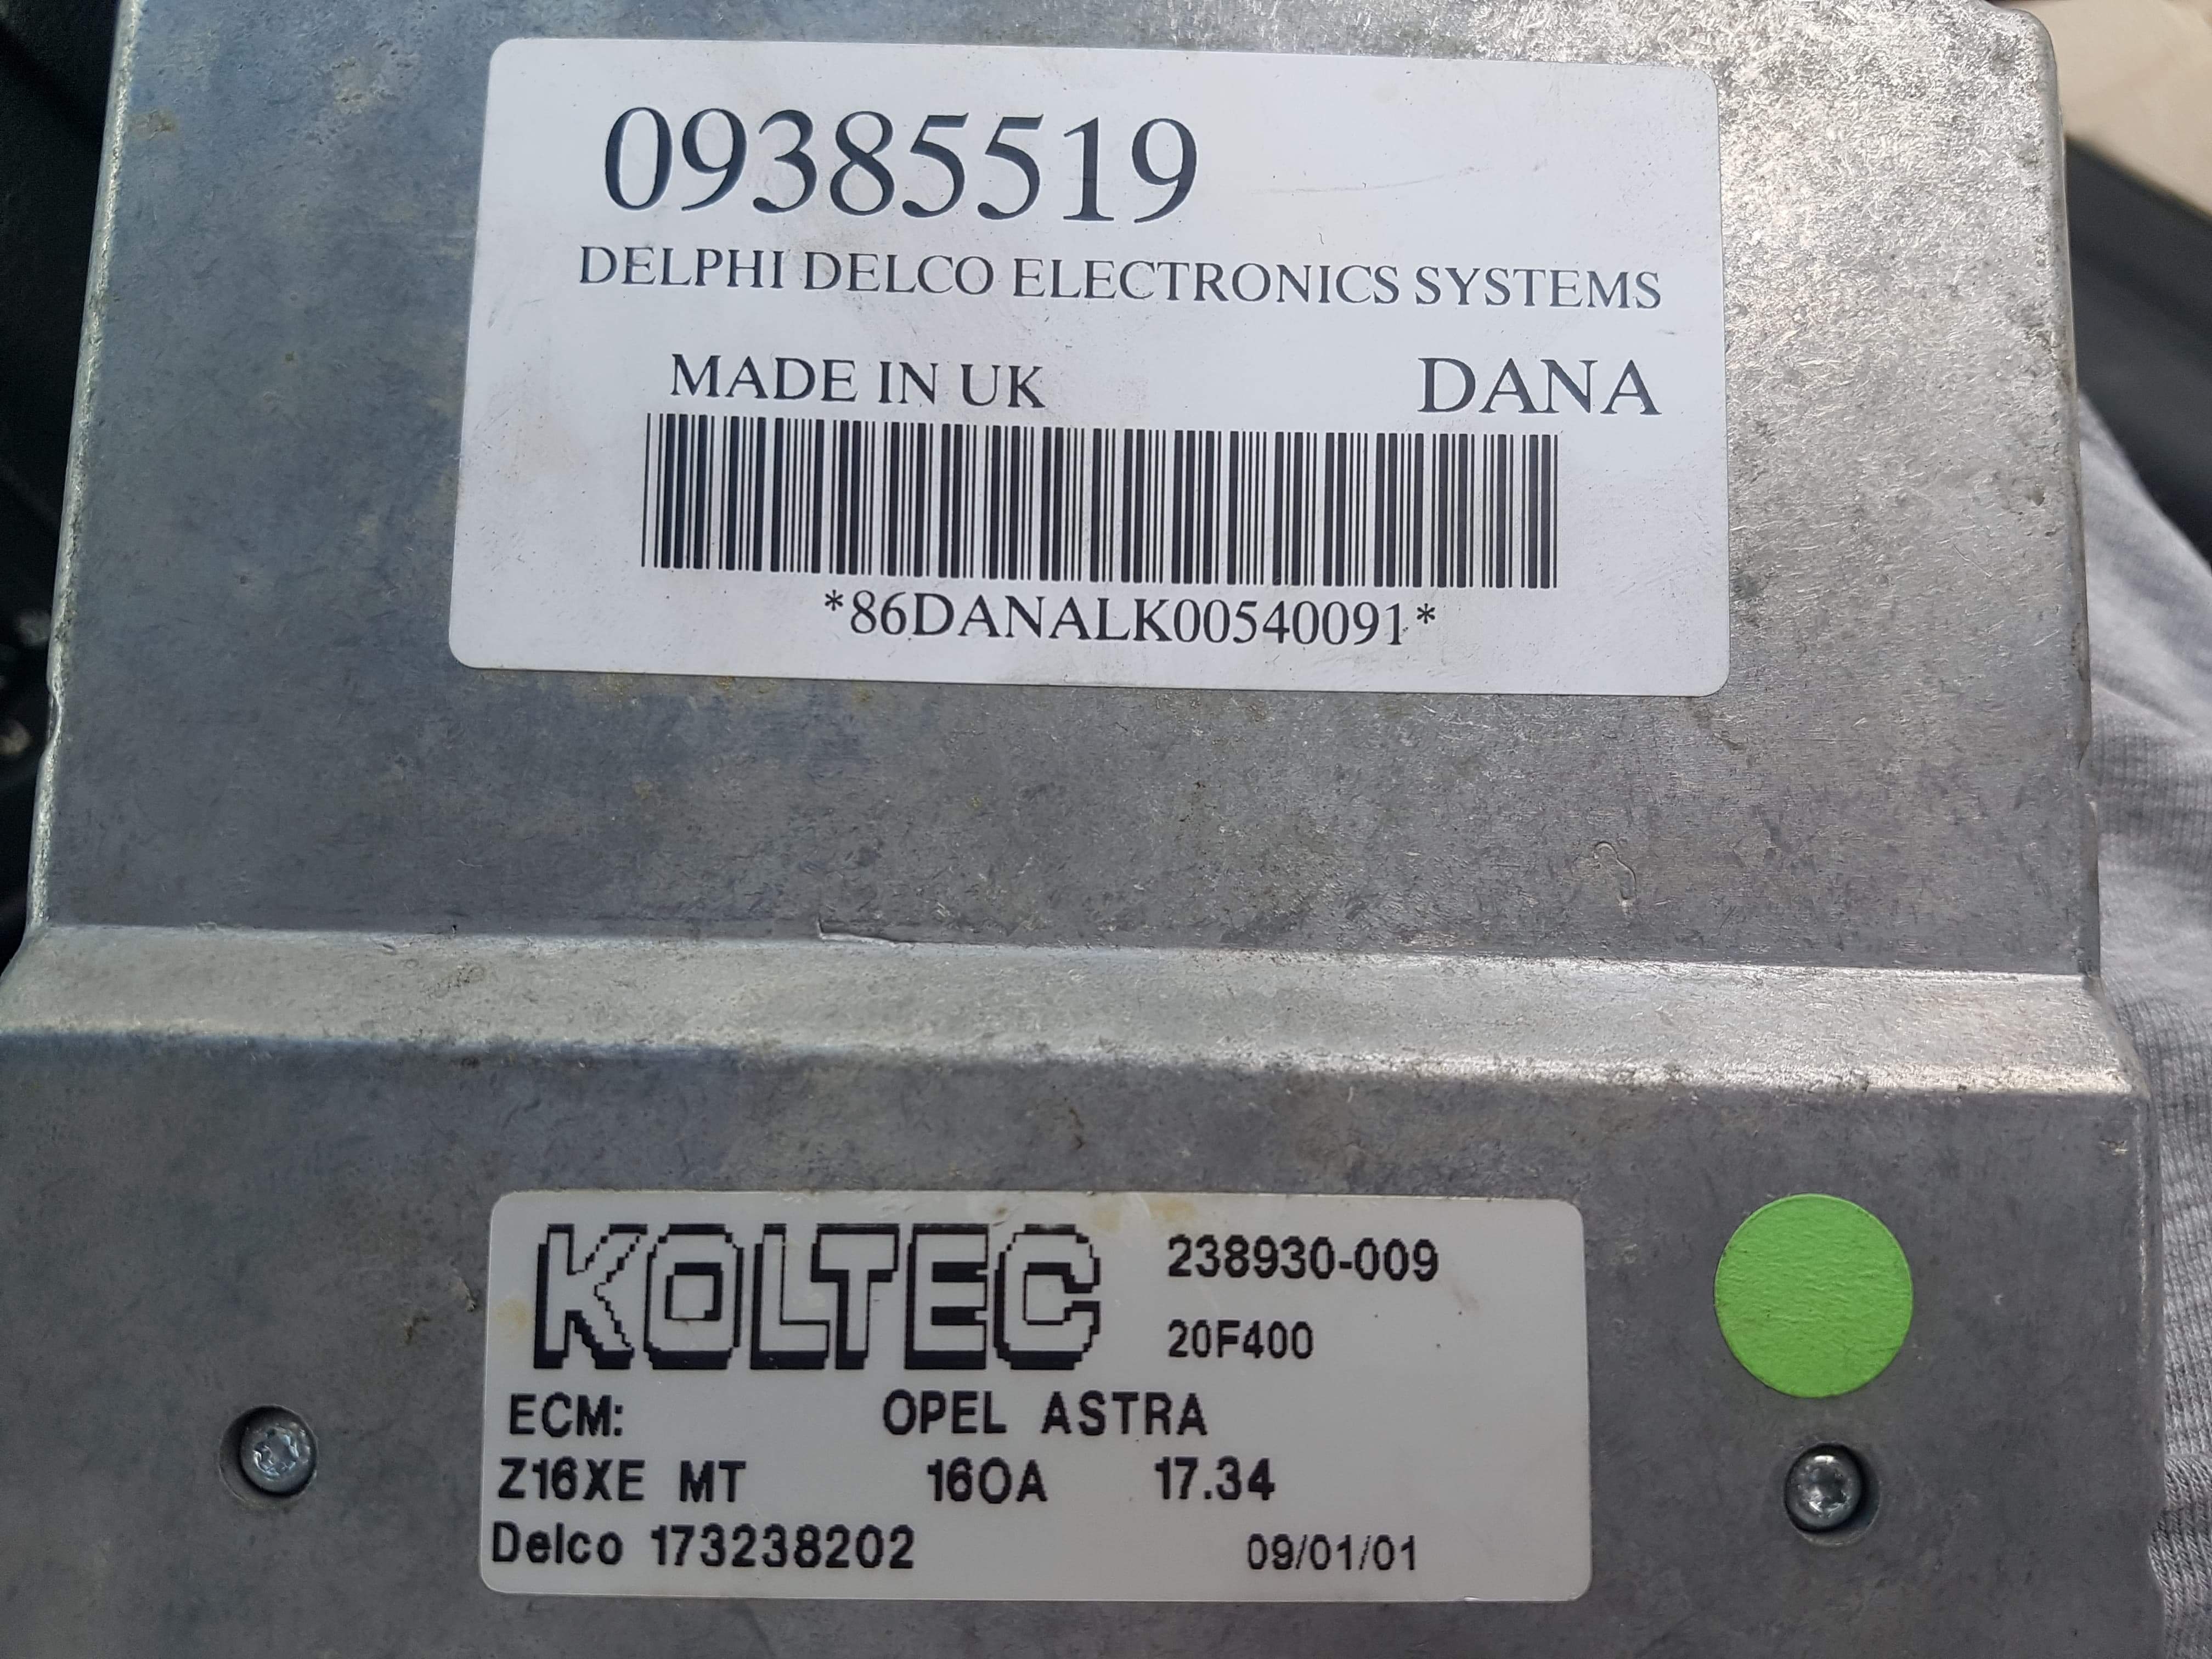 09385519
DELPHI DELCO ELECTRONICS SYSTEMS
MADE IN UK DANA
*86DANALK00540091*
KOLTEC 238930-009
20F400
ECM: OPEL ASTRA
Z16XE MT 160A 17.34
Delco 173238202 09/01/01